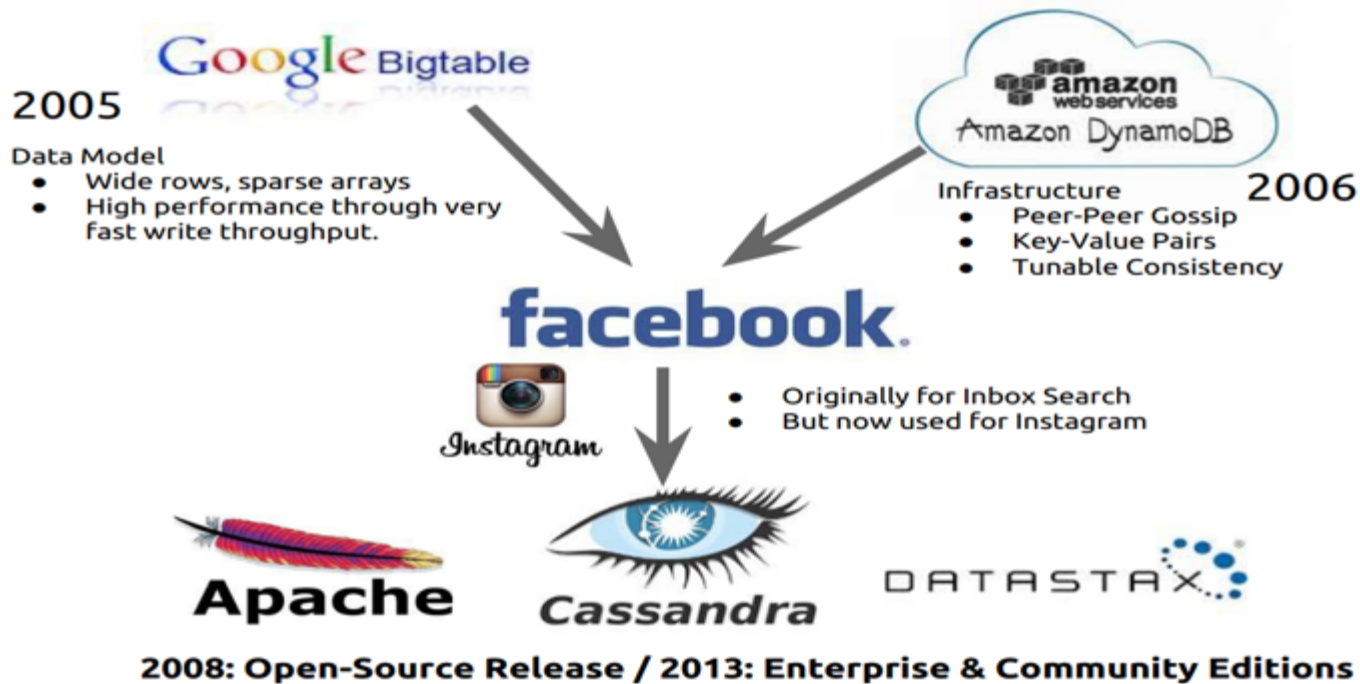 Google Bigtable
2005
Data Model
● Wide rows, sparse arrays
● High performance through very
fast write throughput.
amazon
webservices
Amazon DynamoDB
2006
Infrastructure
● Peer-Peer Gossip
● Key-Value Pairs
● Tunable Consistency
facebook.
Instagram
● Originally for Inbox Search
● But now used for Instagram
Apache
Cassandra
DATASTAX
2008: Open-Source Release / 2013: Enterprise & Community Editions